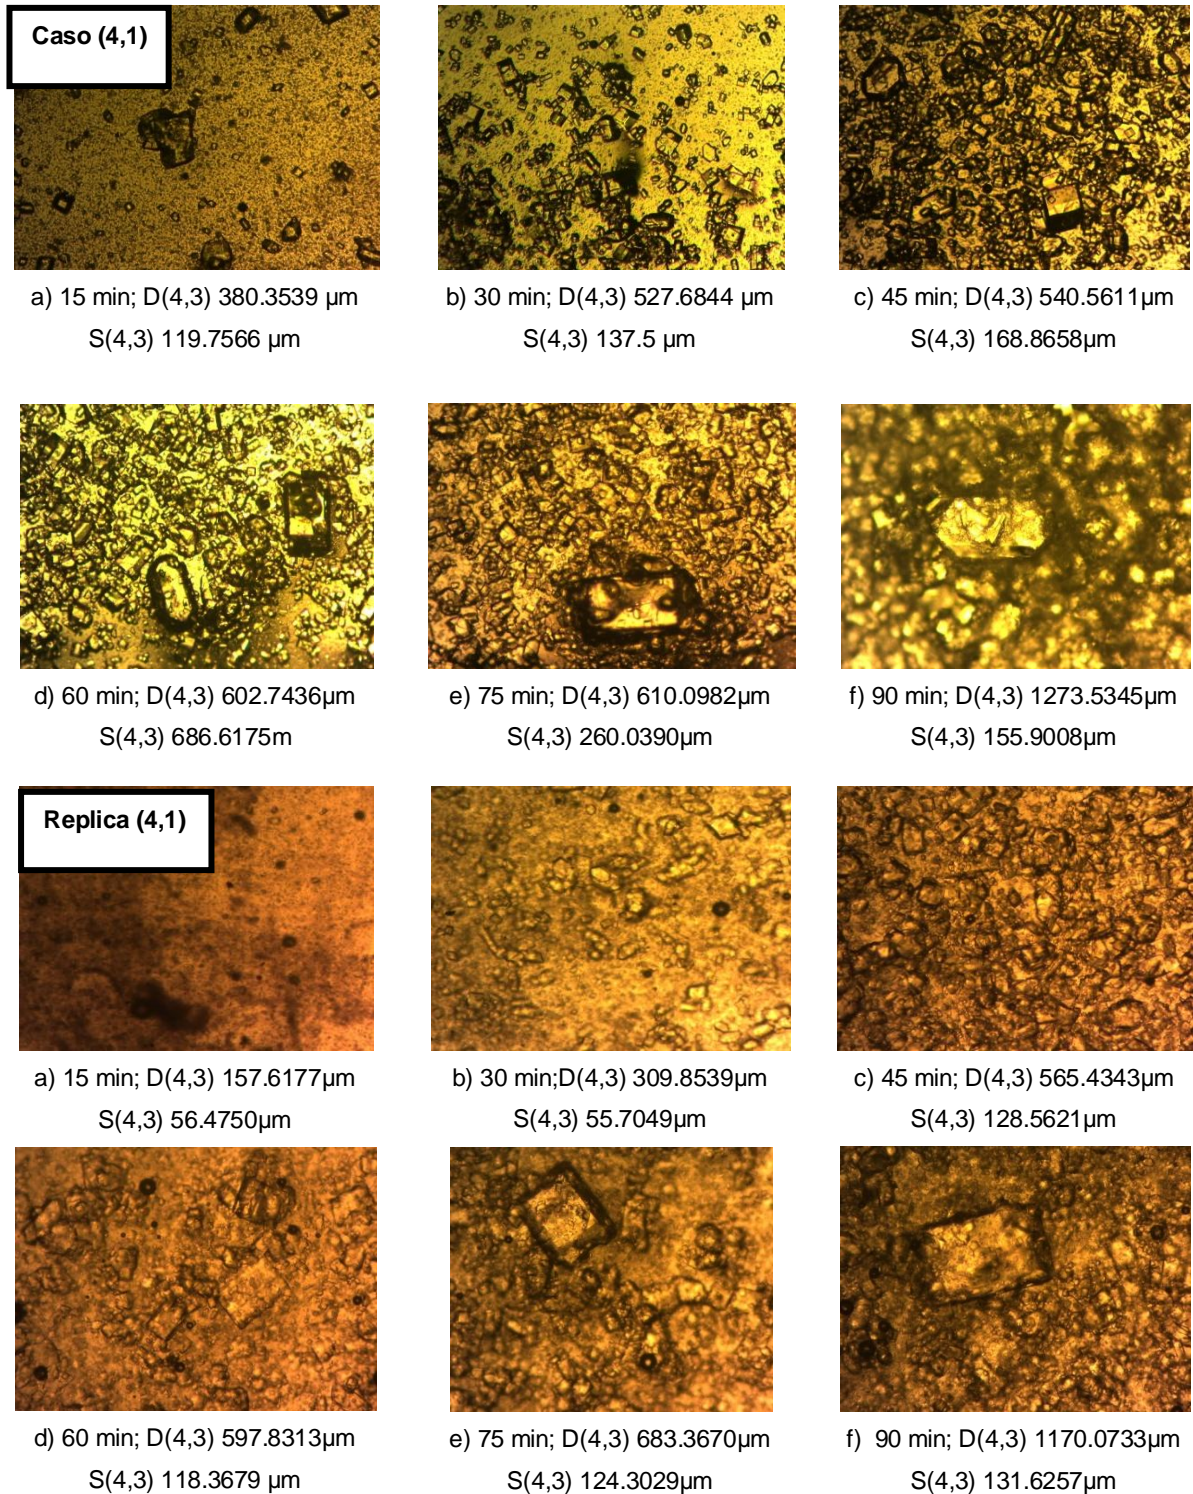 Caso (4,1)
a) 15 min; D(4,3) 380.3539 µm
S(4,3) 119.7566 µm
b) 30 min; D(4,3) 527.6844 µm
S(4,3) 137.5 µm
c) 45 min; D(4,3) 540.5611µm
S(4,3) 168.8658µm
d) 60 min; D(4,3) 602.7436µm
S(4,3) 686.6175m
e) 75 min; D(4,3) 610.0982µm
S(4,3) 260.0390µm
f) 90 min; D(4,3) 1273.5345µm
S(4,3) 155.9008µm
Replica (4,1)
a) 15 min; D(4,3) 157.6177µm
S(4,3) 56.4750µm
b) 30 min;D(4,3) 309.8539µm
S(4,3) 55.7049µm
c) 45 min; D(4,3) 565.4343µm
S(4,3) 128.5621µm
d) 60 min; D(4,3) 597.8313µm
S(4,3) 118.3679 µm
e) 75 min; D(4,3) 683.3670µm
S(4,3) 124.3029µm
f) 90 min; D(4,3) 1170.0733µm
S(4,3) 131.6257µm